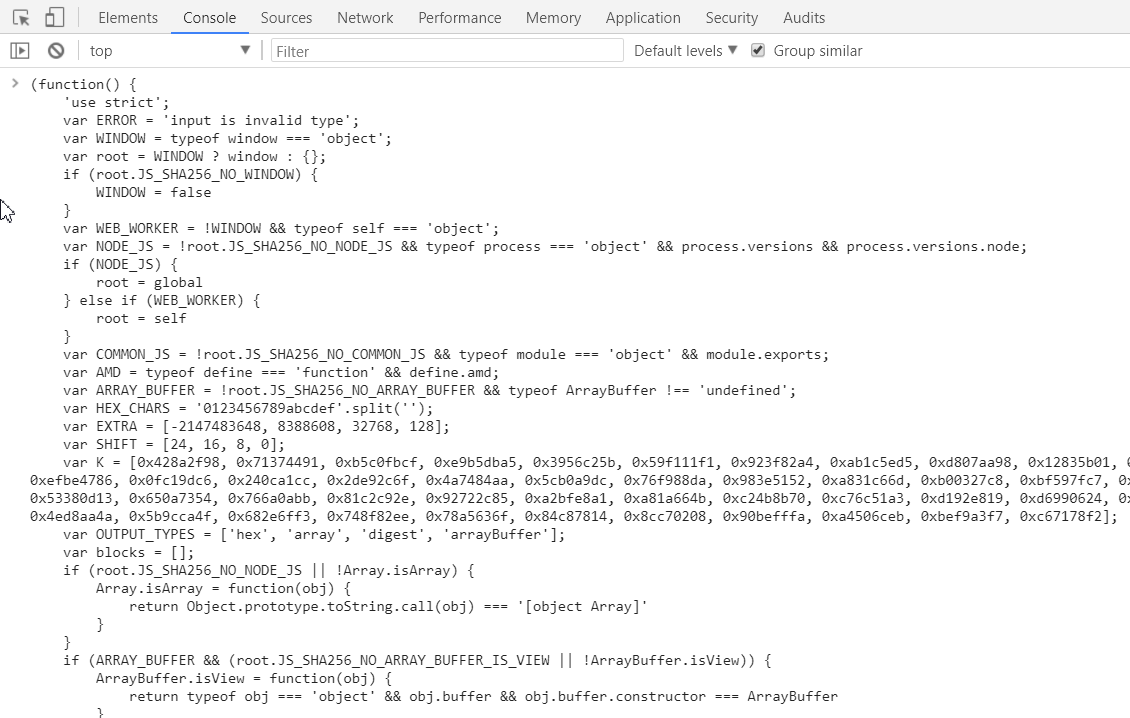 Elements Console Sources Network Performance Memory Application Security Audits
top Filter Default levels Group similar
(function() {
    'use strict';
    var ERROR = 'input is invalid type';
    var WINDOW = typeof window === 'object';
    var root = WINDOW ? window : {};
    if (root.JS_SHA256_NO_WINDOW) {
        WINDOW = false
    }
    var WEB_WORKER = !WINDOW && typeof self === 'object';
    var NODE_JS = !root.JS_SHA256_NO_NODE_JS && typeof process === 'object' && process.versions && process.versions.node;
    if (NODE_JS) {
        root = global
    } else if (WEB_WORKER) {
        root = self
    }
    var COMMON_JS = !root.JS_SHA256_NO_COMMON_JS && typeof module === 'object' && module.exports;
    var AMD = typeof define === 'function' && define.amd;
    var ARRAY_BUFFER = !root.JS_SHA256_NO_ARRAY_BUFFER && typeof ArrayBuffer !== 'undefined';
    var HEX_CHARS = '0123456789abcdef'.split('');
    var EXTRA = [-2147483648, 8388608, 32768, 128];
    var SHIFT = [24, 16, 8, 0];
    var K = [0x428a2f98, 0x71374491, 0xb5c0fbcf, 0xe9b5dba5, 0x3956c25b, 0x59f111f1, 0x923f82a4, 0xab1c5ed5, 0xd807aa98, 0x12835b01,
0xefbe4786, 0x0fc19dc6, 0x240ca1cc, 0x2de92c6f, 0x4a7484aa, 0x5cb0a9dc, 0x76f988da, 0x983e5152, 0xa831c66d, 0xb00327c8, 0xbf597fc7,
0x53380d13, 0x650a7354, 0x766a0abb, 0x81c2c92e, 0x92722c85, 0xa2bfe8a1, 0xa81a664b, 0xc24b8b70, 0xc76c51a3, 0xd192e819, 0xd6990624,
0x4ed8aa4a, 0x5b9cca4f, 0x682e6ff3, 0x748f82ee, 0x78a5636f, 0x84c87814, 0x8cc70208, 0x90befffa, 0xa4506ceb, 0xbef9a3f7, 0xc67178f2];
    var OUTPUT_TYPES = ['hex', 'array', 'digest', 'arrayBuffer'];
    var blocks = [];
    if (root.JS_SHA256_NO_NODE_JS || !Array.isArray) {
        Array.isArray = function(obj) {
            return Object.prototype.toString.call(obj) === '[object Array]'
        }
    }
    if (ARRAY_BUFFER && (root.JS_SHA256_NO_ARRAY_BUFFER_IS_VIEW || !ArrayBuffer.isView)) {
        ArrayBuffer.isView = function(obj) {
            return typeof obj === 'object' && obj.buffer && obj.buffer.constructor === ArrayBuffer
        }